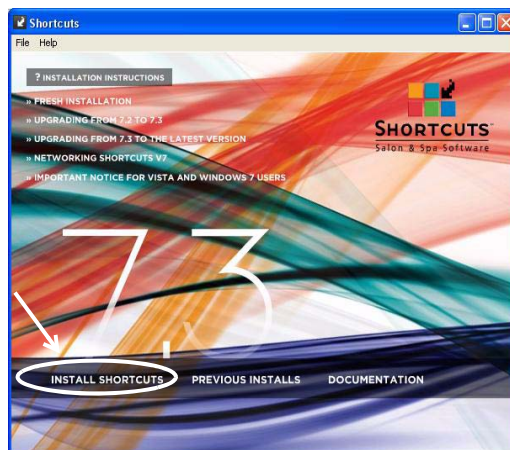 Shortcuts
File Help
? INSTALLATION INSTRUCTIONS
» FRESH INSTALLATION
» UPGRADING FROM 7.2 TO 7.3
» UPGRADING FROM 7.3 TO THE LATEST VERSION
» NETWORKING SHORTCUTS V7
» IMPORTANT NOTICE FOR VISTA AND WINDOWS 7 USERS
SHORTCUTS™
Salon & Spa Software
7.3
INSTALL SHORTCUTS PREVIOUS INSTALLS DOCUMENTATION